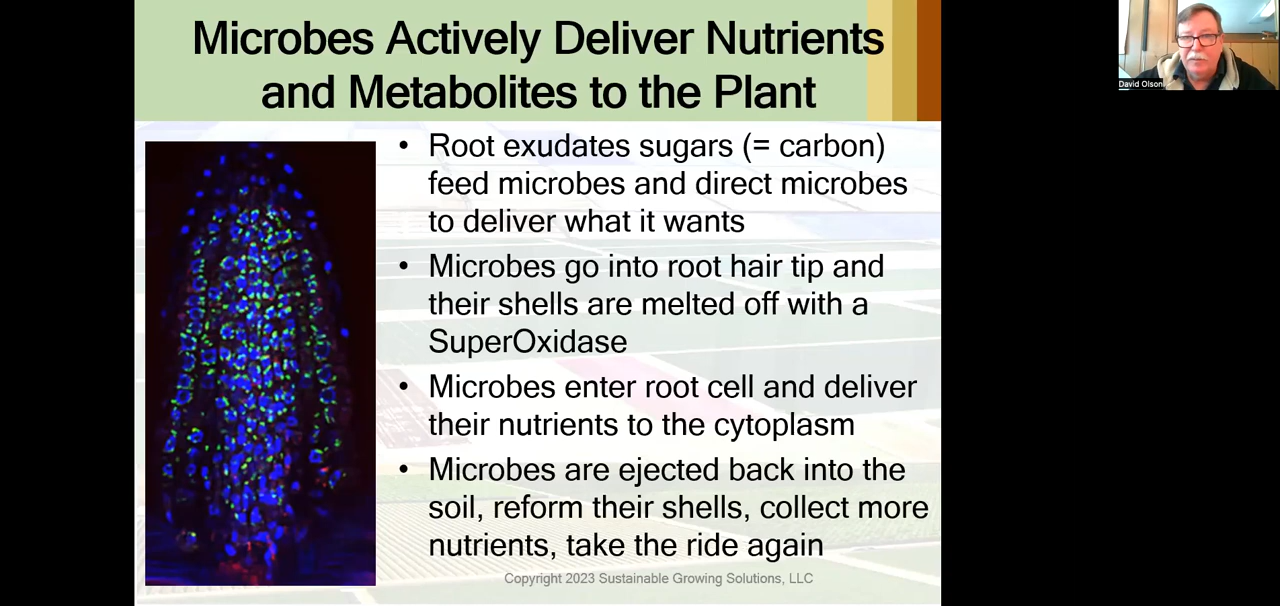 Microbes Actively Deliver Nutrients
and Metabolites to the Plant
• Root exudates sugars (= carbon)
feed microbes and direct microbes
to deliver what it wants
• Microbes go into root hair tip and
their shells are melted off with a
SuperOxidase
• Microbes enter root cell and deliver
their nutrients to the cytoplasm
• Microbes are ejected back into the
soil, reform their shells, collect more
nutrients, take the ride again
Copyright 2023 Sustainable Growing Solutions, LLC
David Olson